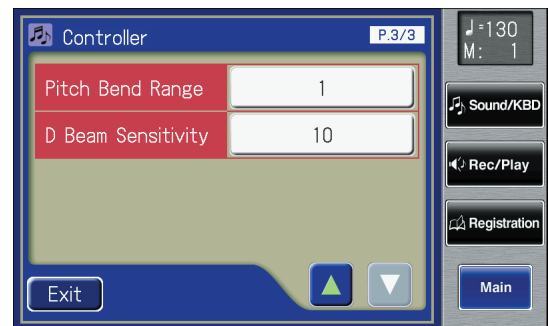 Controller
P.3/3
♩=130
M: 1
Pitch Bend Range
1
D Beam Sensitivity
10
Sound/KBD
Rec/Play
Registration
Main
Exit